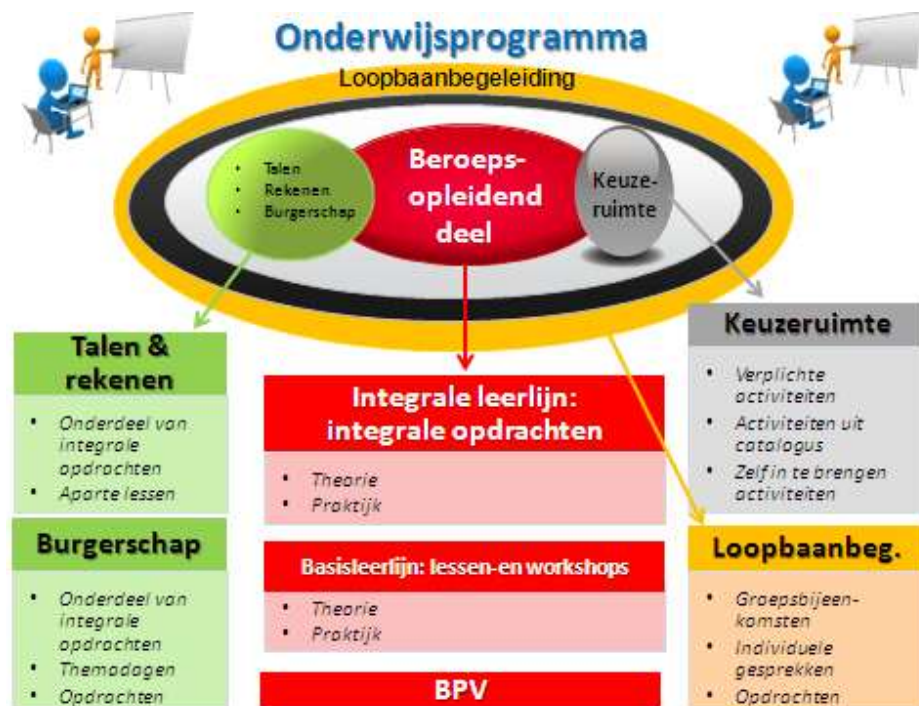 Onderwijsprogramma
Loopbaanbegeleiding
• Talen
• Rekenen
• Burgerschap
Beroeps-
opleidend
deel
Keuze-
ruimte
Talen &
rekenen
• Onderdeel van
integrale
opdrachten
• Aparte lessen
Burgerschap
• Onderdeel van
integrale
opdrachten
• Themadagen
• Opdrachten
Integrale leerlijn:
integrale opdrachten
• Theorie
• Praktijk
Basisleerlijn: lessen-en workshops
• Theorie
• Praktijk
BPV
Keuzeruimte
• Verplichte
activiteiten
• Activiteiten uit
catalogus
• Zelf in te brengen
activiteiten
Loopbaanbeg.
• Groepsbijeen-
komsten
• Individuele
gesprekken
• Opdrachten